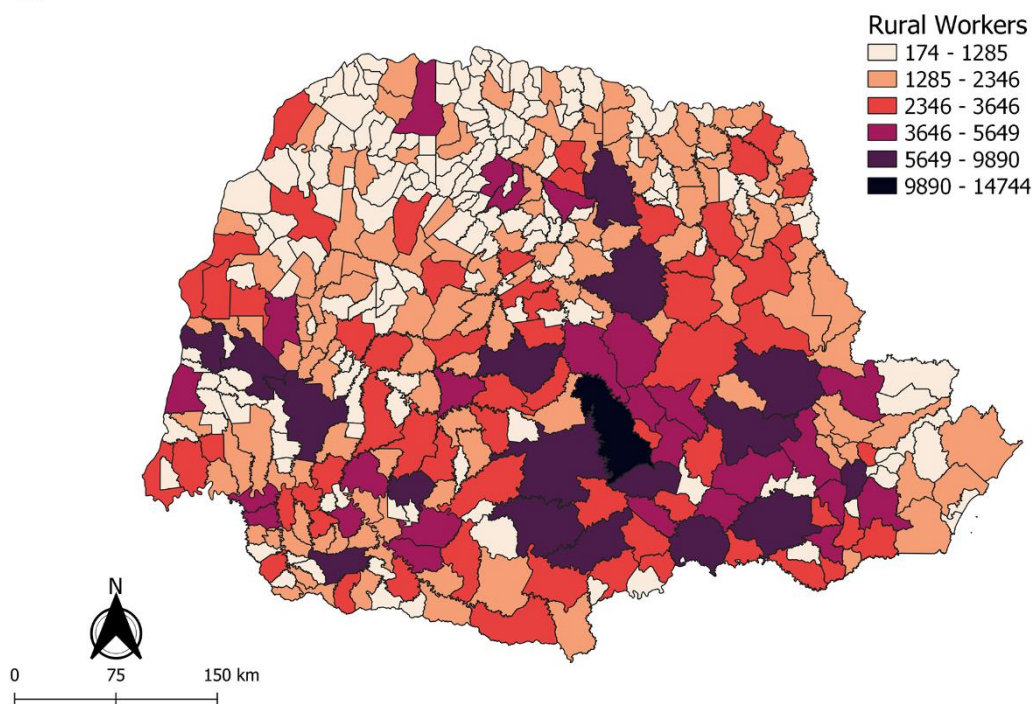 Rural Workers
174 - 1285
1285 - 2346
2346 - 3646
3646 - 5649
5649 - 9890
9890 - 14744
N
0 75 150 km